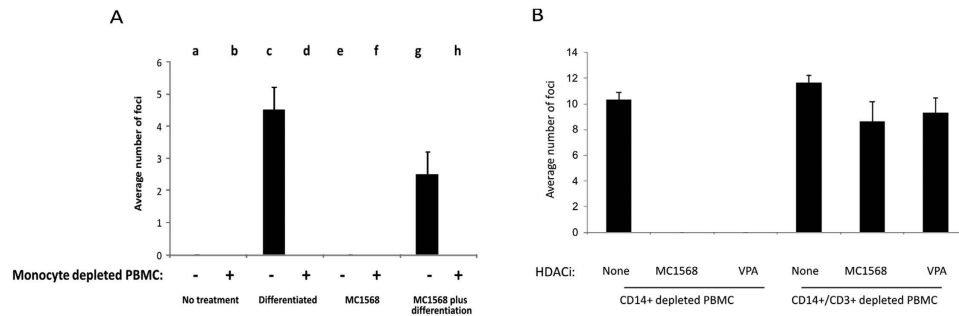 A
a b c d e f g h
6
5
4
3
2
1
0
Average number of foci
Monocyte depleted PBMC: - + - + - + - +
No treatment Differentiated MC1568 MC1568 plus
differentiation
B
14
12
10
8
6
4
2
0
Average number of foci
HDACi: None MC1568 VPA None MC1568 VPA
CD14+ depleted PBMC CD14+/CD3+ depleted PBMC